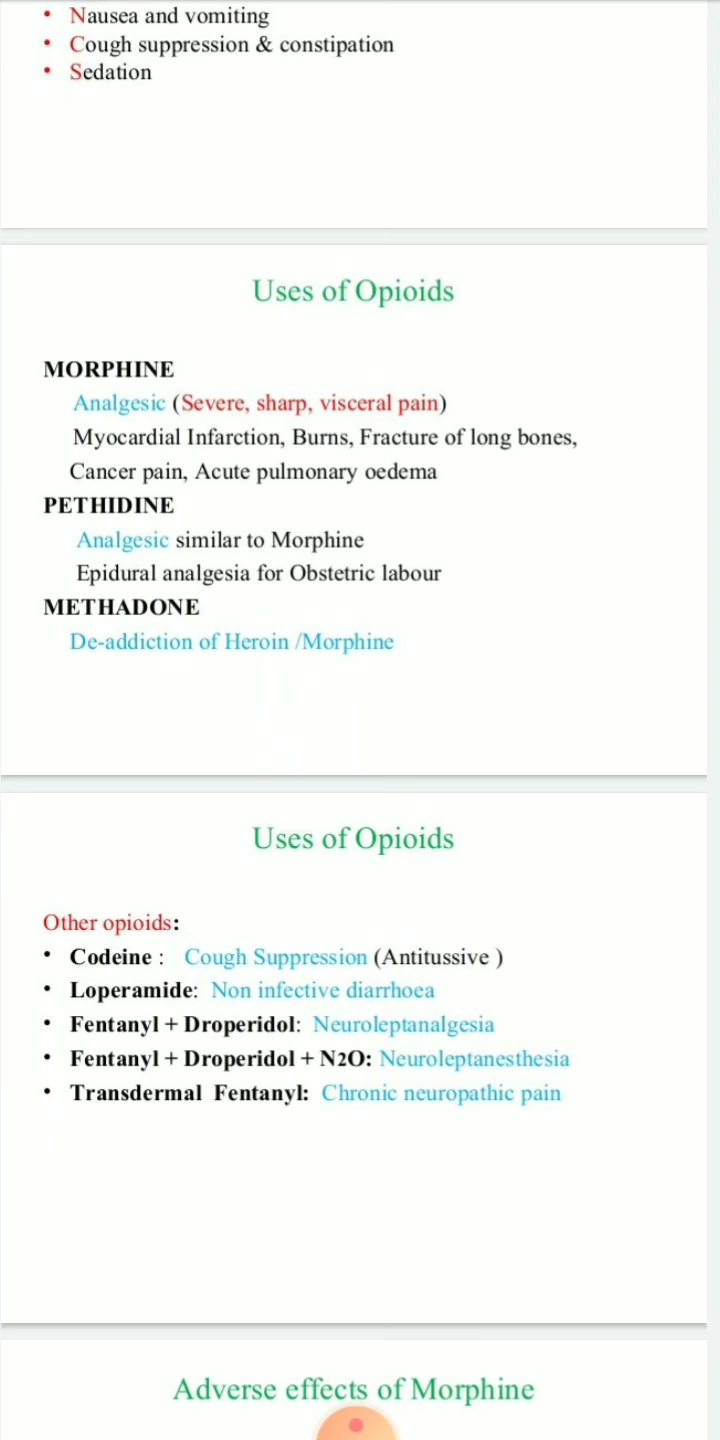 • Nausea and vomiting
• Cough suppression & constipation
• Sedation
Uses of Opioids
MORPHINE
Analgesic (Severe, sharp, visceral pain)
Myocardial Infarction, Burns, Fracture of long bones,
Cancer pain, Acute pulmonary oedema
PETHIDINE
Analgesic similar to Morphine
Epidural analgesia for Obstetric labour
METHADONE
De-addiction of Heroin /Morphine
Uses of Opioids
Other opioids:
• Codeine : Cough Suppression (Antitussive )
• Loperamide: Non infective diarrhoea
• Fentanyl + Droperidol: Neuroleptanalgesia
• Fentanyl + Droperidol + N2O: Neuroleptanesthesia
• Transdermal Fentanyl: Chronic neuropathic pain
Adverse effects of Morphine